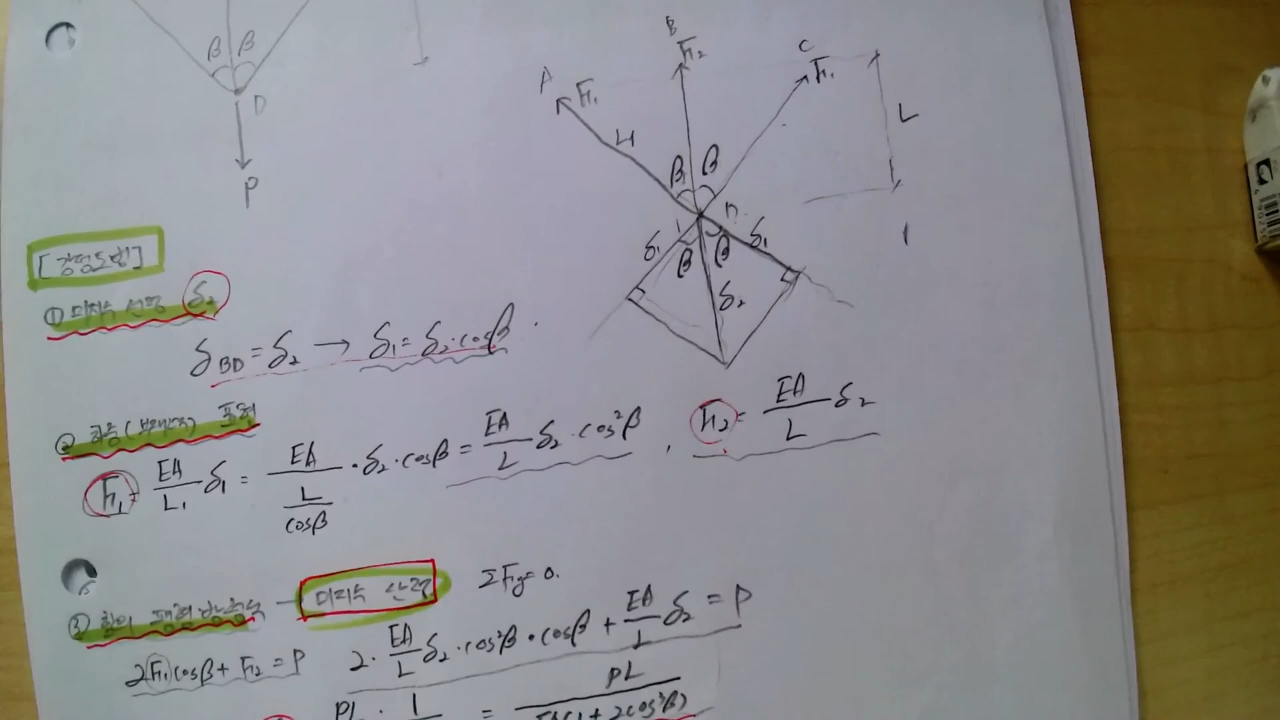 β β
D
P
A F₁
B F₂
C F₁
L₁
L
β₁ β
D
δ₁ β β δ₁
δ₂
[강성도법]
① 미지수 선정 δ₂
δ_BD = δ₂ → δ₁ = δ₂·cosβ
② 하중(부재력) 표현
F₁ = EA/L₁ δ₁ = EA/(L/cosβ) · δ₂·cosβ = EA/L δ₂·cos²β , F₂ = EA/L δ₂
③ 힘의 평형방정식 - 미지수 산정 ΣFy = 0.
2F₁cosβ + F₂ = P 2·EA/L δ₂·cos²β·cosβ + EA/L δ₂ = P